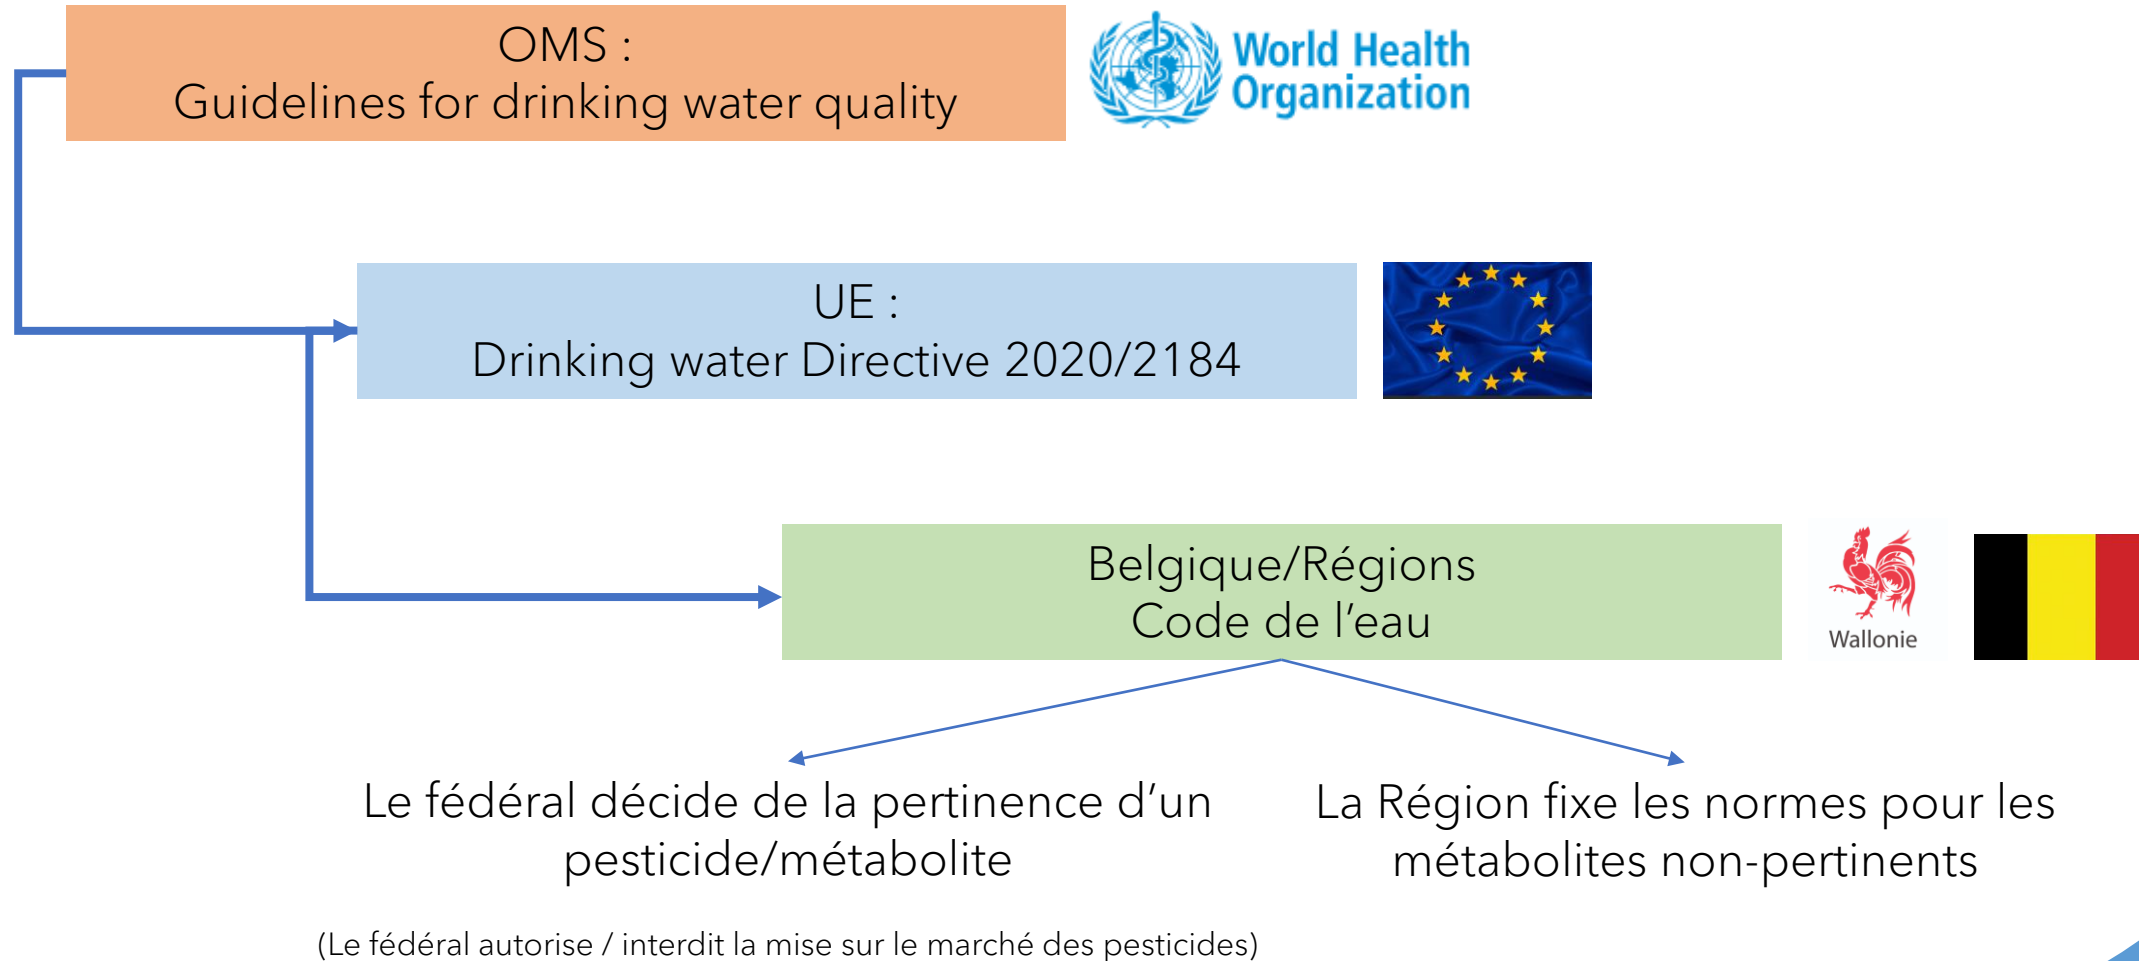 OMS :
Guidelines for drinking water quality
World Health
Organization
UE :
Drinking water Directive 2020/2184
Belgique/Régions
Code de l’eau
Wallonie
Le fédéral décide de la pertinence d’un
pesticide/métabolite
La Région fixe les normes pour les
métabolites non-pertinents
(Le fédéral autorise / interdit la mise sur le marché des pesticides)